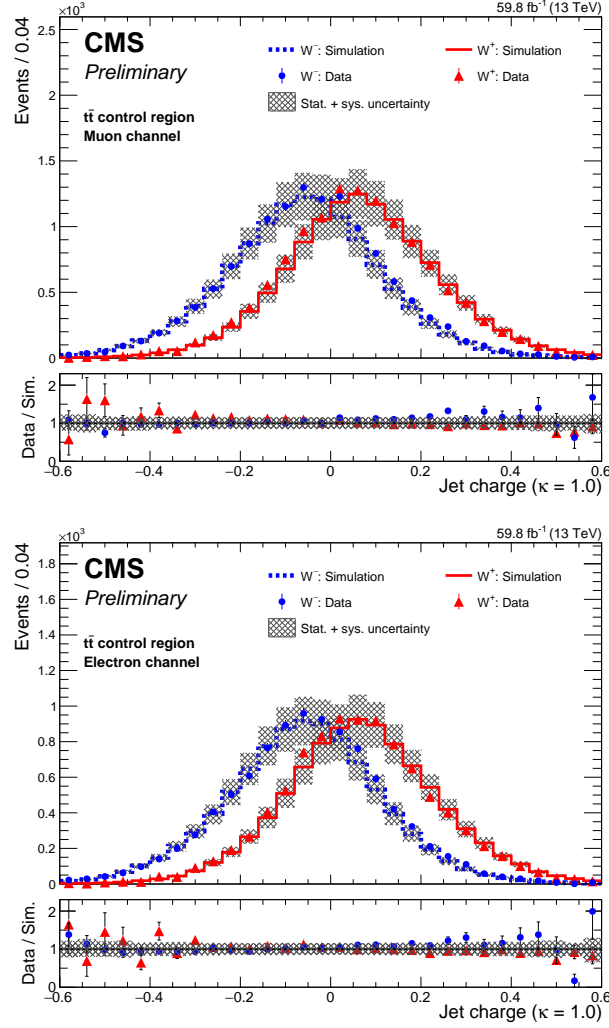 ×10³ 59.8 fb⁻¹ (13 TeV)
Events / 0.04
2.5
2
1.5
1
0.5
0
CMS
Preliminary
W⁻: Simulation W⁺: Simulation
W⁻: Data W⁺: Data
Stat. + sys. uncertainty
tt̄ control region
Muon channel
Data / Sim.
2
1
0
−0.6 −0.4 −0.2 0 0.2 0.4 0.6
Jet charge (κ = 1.0)
×10³ 59.8 fb⁻¹ (13 TeV)
Events / 0.04
1.8
1.6
1.4
1.2
1
0.8
0.6
0.4
0.2
0
CMS
Preliminary
W⁻: Simulation W⁺: Simulation
W⁻: Data W⁺: Data
Stat. + sys. uncertainty
tt̄ control region
Electron channel
Data / Sim.
2
1
0
−0.6 −0.4 −0.2 0 0.2 0.4 0.6
Jet charge (κ = 1.0)